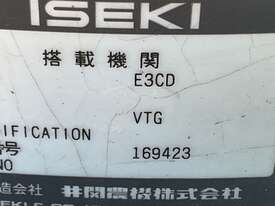 ISEKI
搭載機関
E3CD
IFICATION VTG
番号
NO 169423
造会社 井関農機株式会社